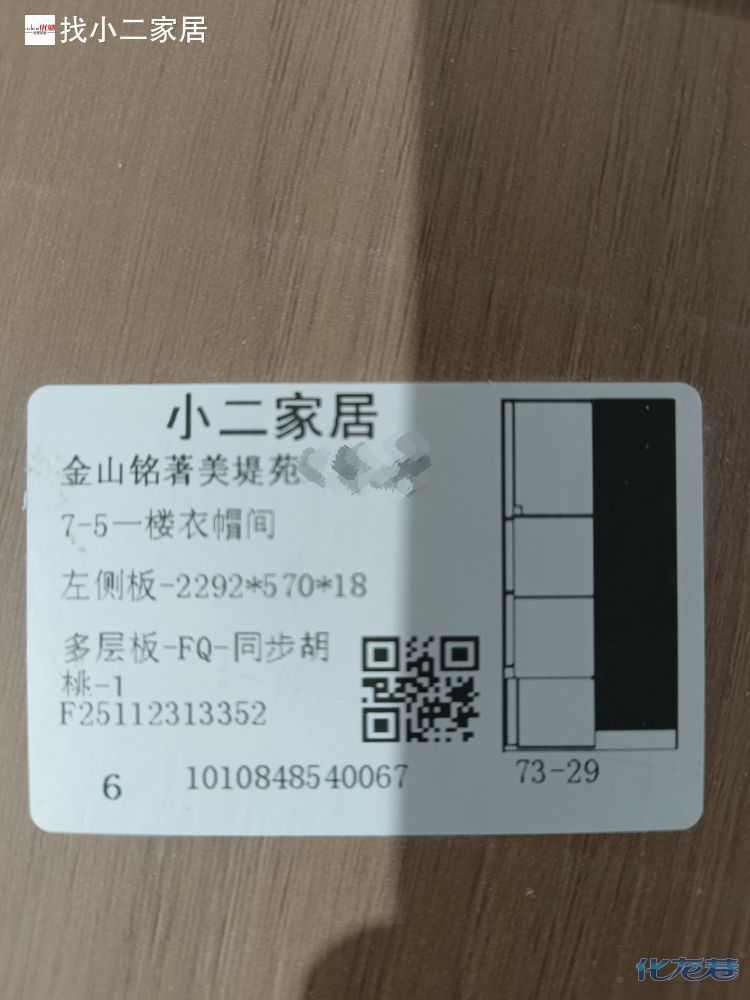 找小二家居
小二家居
金山铭著美堤苑
7-5一楼衣帽间
左侧板-2292*570*18
多层板-FQ-同步胡
桃-1
F25112313352
6 1010848540067 73-29
化龙巷